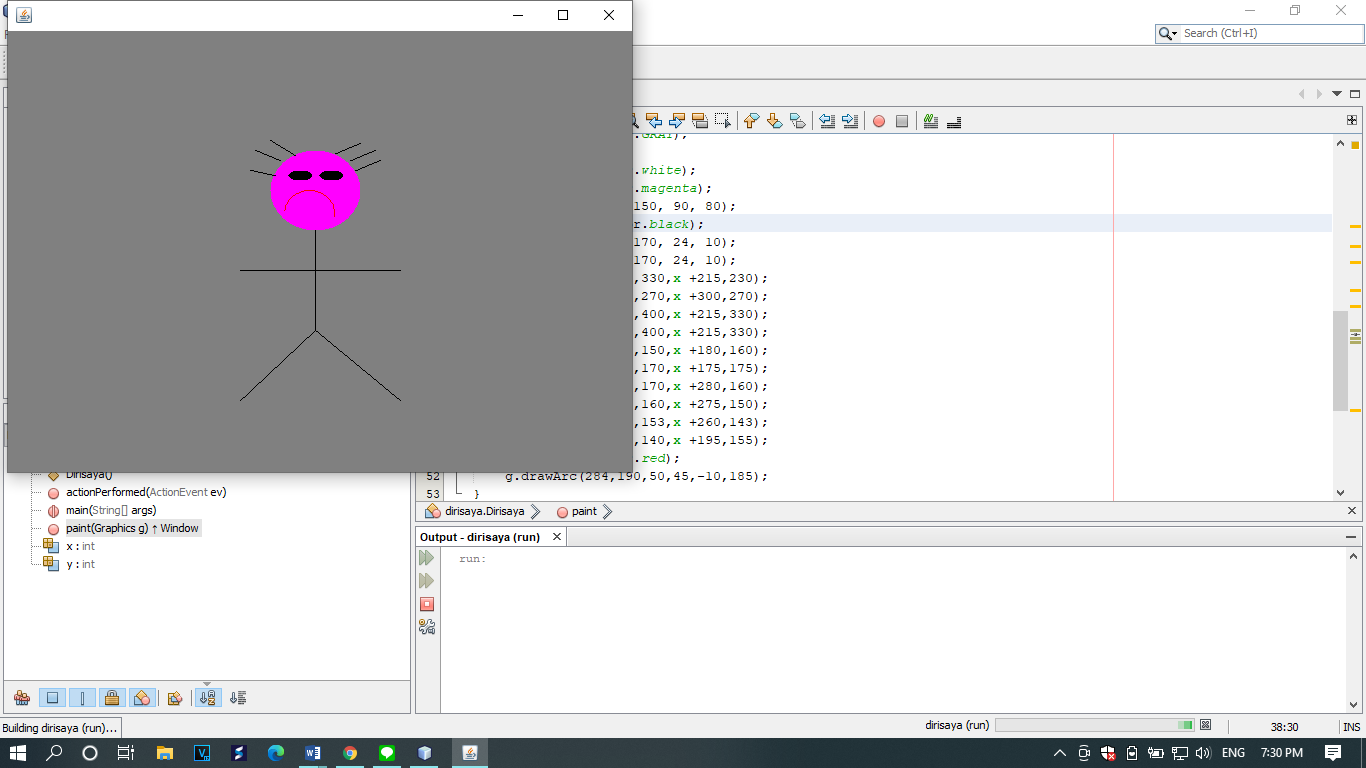 Search (Ctrl+I)
.GRAY);
.white);
.magenta);
150, 90, 80);
r.black);
170, 24, 10);
170, 24, 10);
,330,x +215,230);
,270,x +300,270);
,400,x +215,330);
,400,x +215,330);
,150,x +180,160);
,170,x +175,175);
,170,x +280,160);
,160,x +275,150);
,153,x +260,143);
,140,x +195,155);
.red);
52 g.drawArc(284,190,50,45,-10,185);
53 }
Dirisaya()
actionPerformed(ActionEvent ev)
main(String[] args)
paint(Graphics g) ↑ Window
x : int
y : int
dirisaya.Dirisaya paint
Output - dirisaya (run)
run:
Building dirisaya (run)...
dirisaya (run)
38:30
INS
ENG
7:30 PM